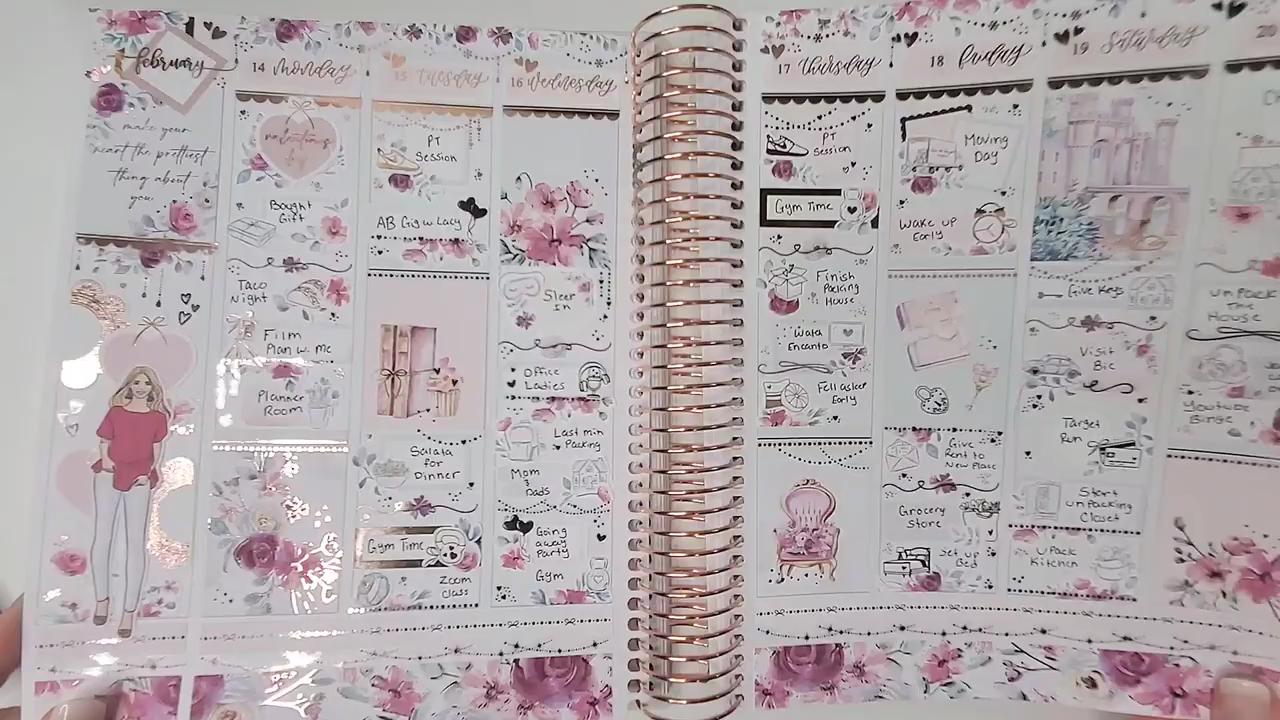 february
make your
heart the prettiest
thing about
you
14 monday
valentine's
day
Bought
Gift
Taco
Night
Film
Plan w. me
Planner
Room
15 tuesday
PT
Session
AB Gig w Lacy
Salata
for
Dinner
Gym Time
Zoom
class
16 wednesday
Sleep
In
Office
Ladies
Last min
Packing
Mom
&
Dads
Going
away
Party
Gym
17 thursday
PT
Session
Gym Time
Finish
Packing
House
Watch
Encanto
Fell asleep
Early
18 friday
Moving
Day
Wake up
Early
Give
Rent to
New Place
Grocery
Store
Set up
Bed
19 saturday
Give Keys
Visit
Target
Run
Start
unpacking
Closet
unpack
Kitchen
20
unpack
The
House
Youtube
Binge